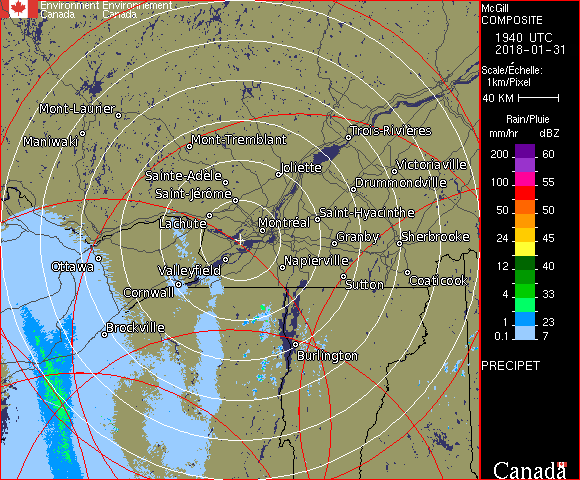 Environment Environnement
Canada Canada
McGill
COMPOSITE
1940 UTC
2018-01-31
Scale/Échelle:
1km/Pixel
40 KM
Rain/Pluie
mm/hr dBZ
200 60
55
100 55
50 50
24 45
12 40
4 33
1 23
0.1 7
PRECIPET
Canada
Mont-Laurier
Maniwaki
Mont-Tremblant
Trois-Rivières
Joliette
Victoriaville
Sainte-Adèle
Drummondville
Saint-Jérôme
Saint-Hyacinthe
Lachute
Montréal
Granby
Sherbrooke
Ottawa
Valleyfield
Napierville
Sutton
Coaticook
Cornwall
Brockville
Burlington